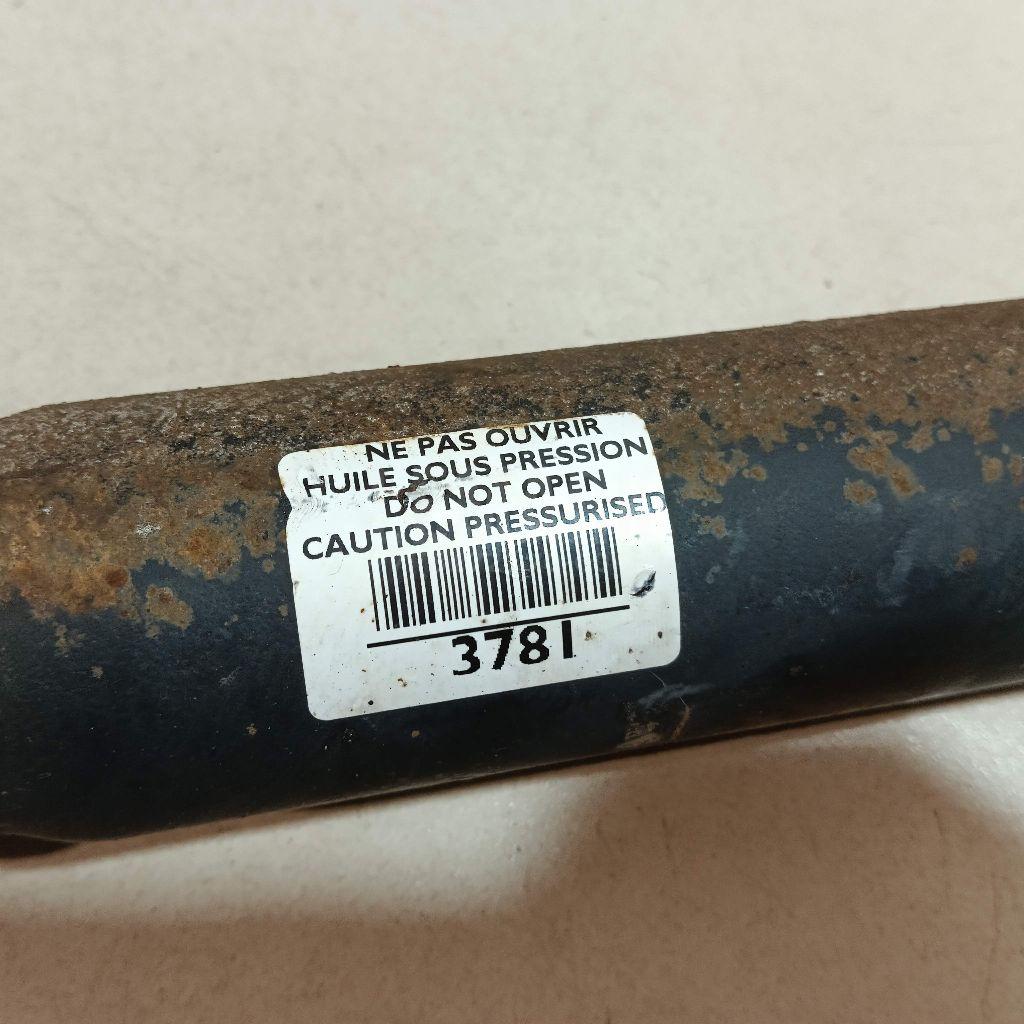 NE PAS OUVRIR
HUILE SOUS PRESSION
DO NOT OPEN
CAUTION PRESSURISED
3781